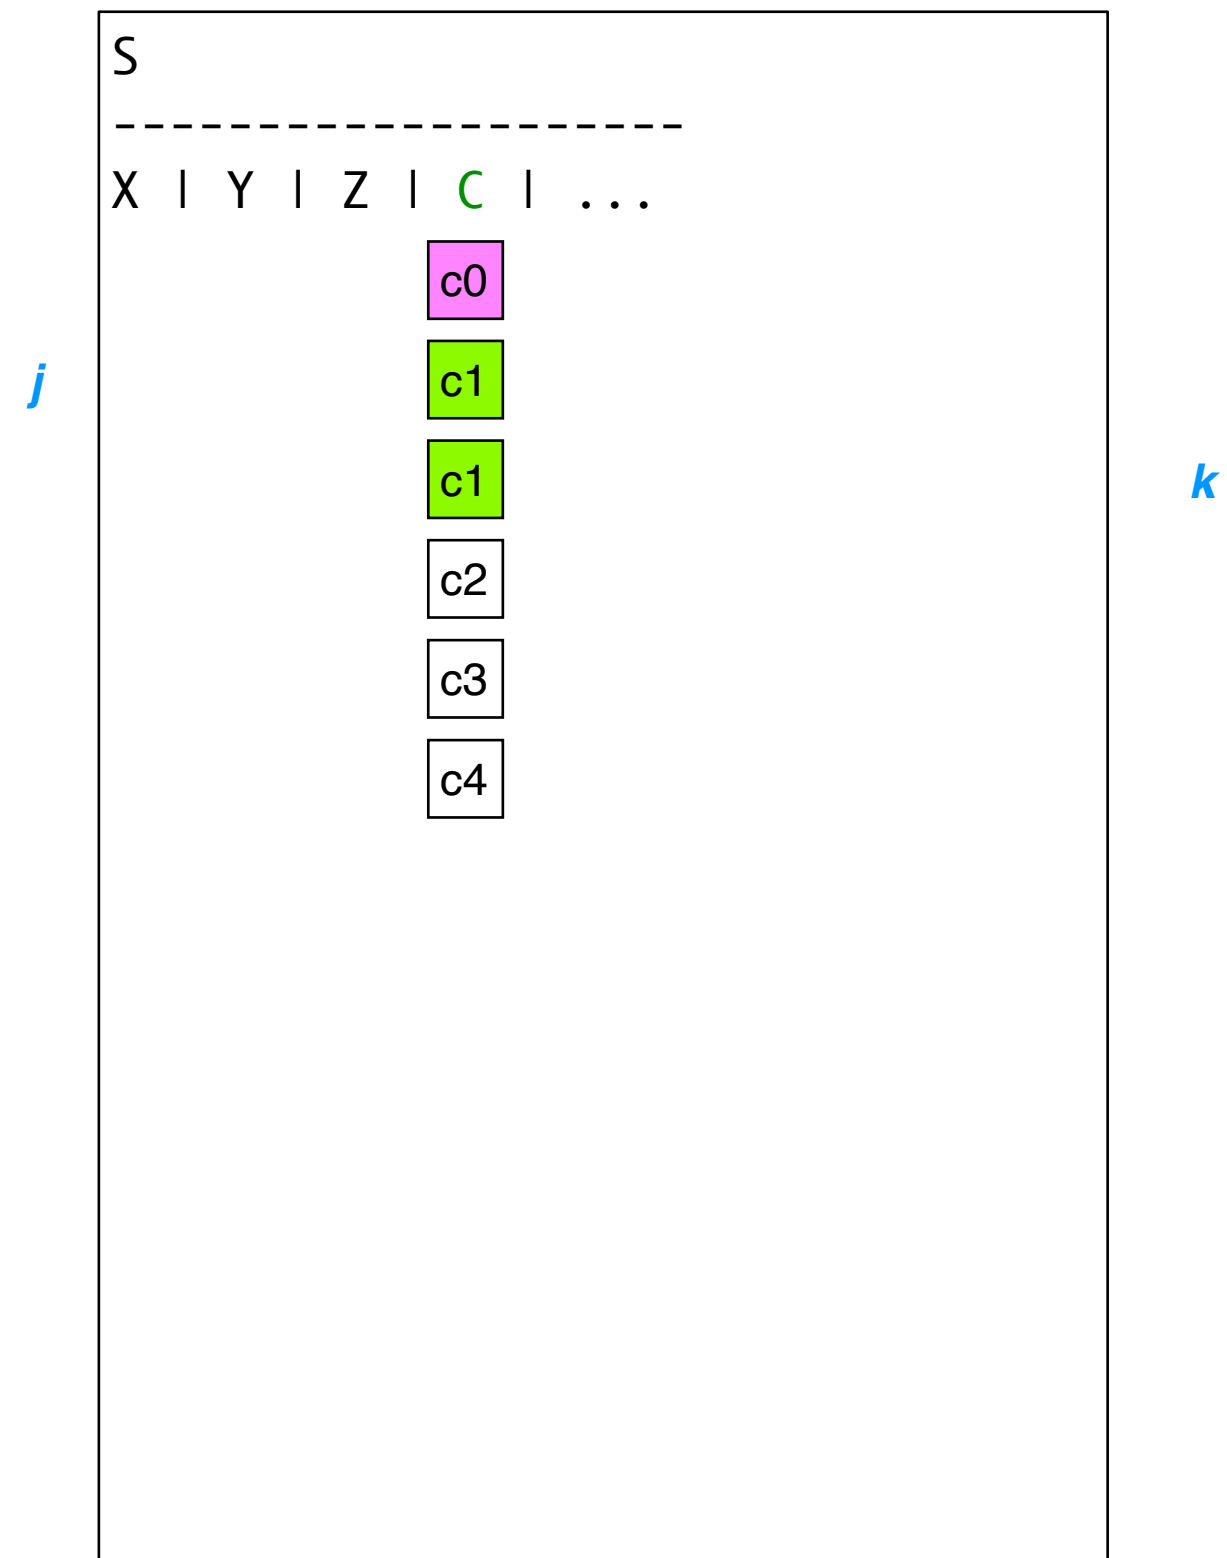 S
--------------------
X | Y | Z | C | ...
c0
j c1
c1 k
c2
c3
c4